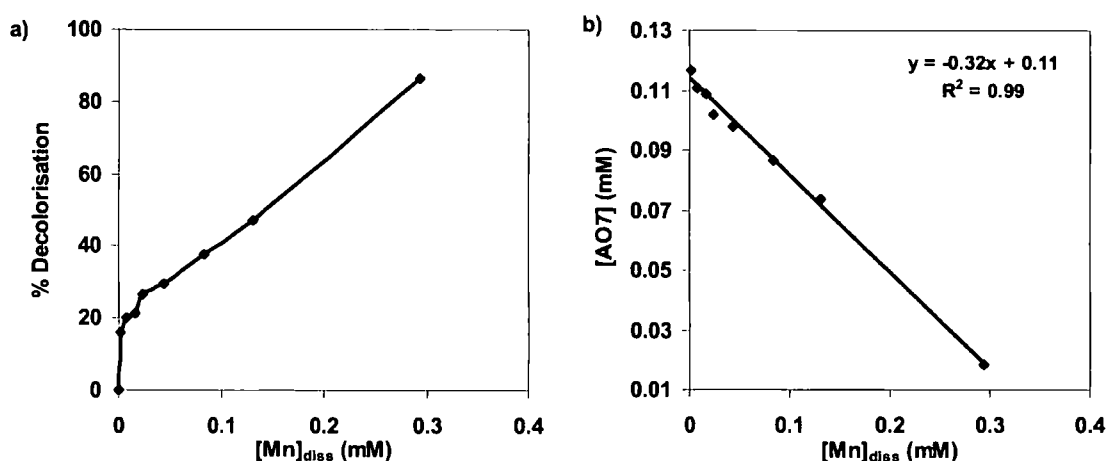 a)
100
80
60
40
20
0
% Decolorisation
0 0.1 0.2 0.3 0.4
[Mn]diss (mM)
b)
y = -0.32x + 0.11
R² = 0.99
0.13
0.11
0.09
0.07
0.05
0.03
0.01
[AO7] (mM)
0 0.1 0.2 0.3 0.4
[Mn]diss (mM)